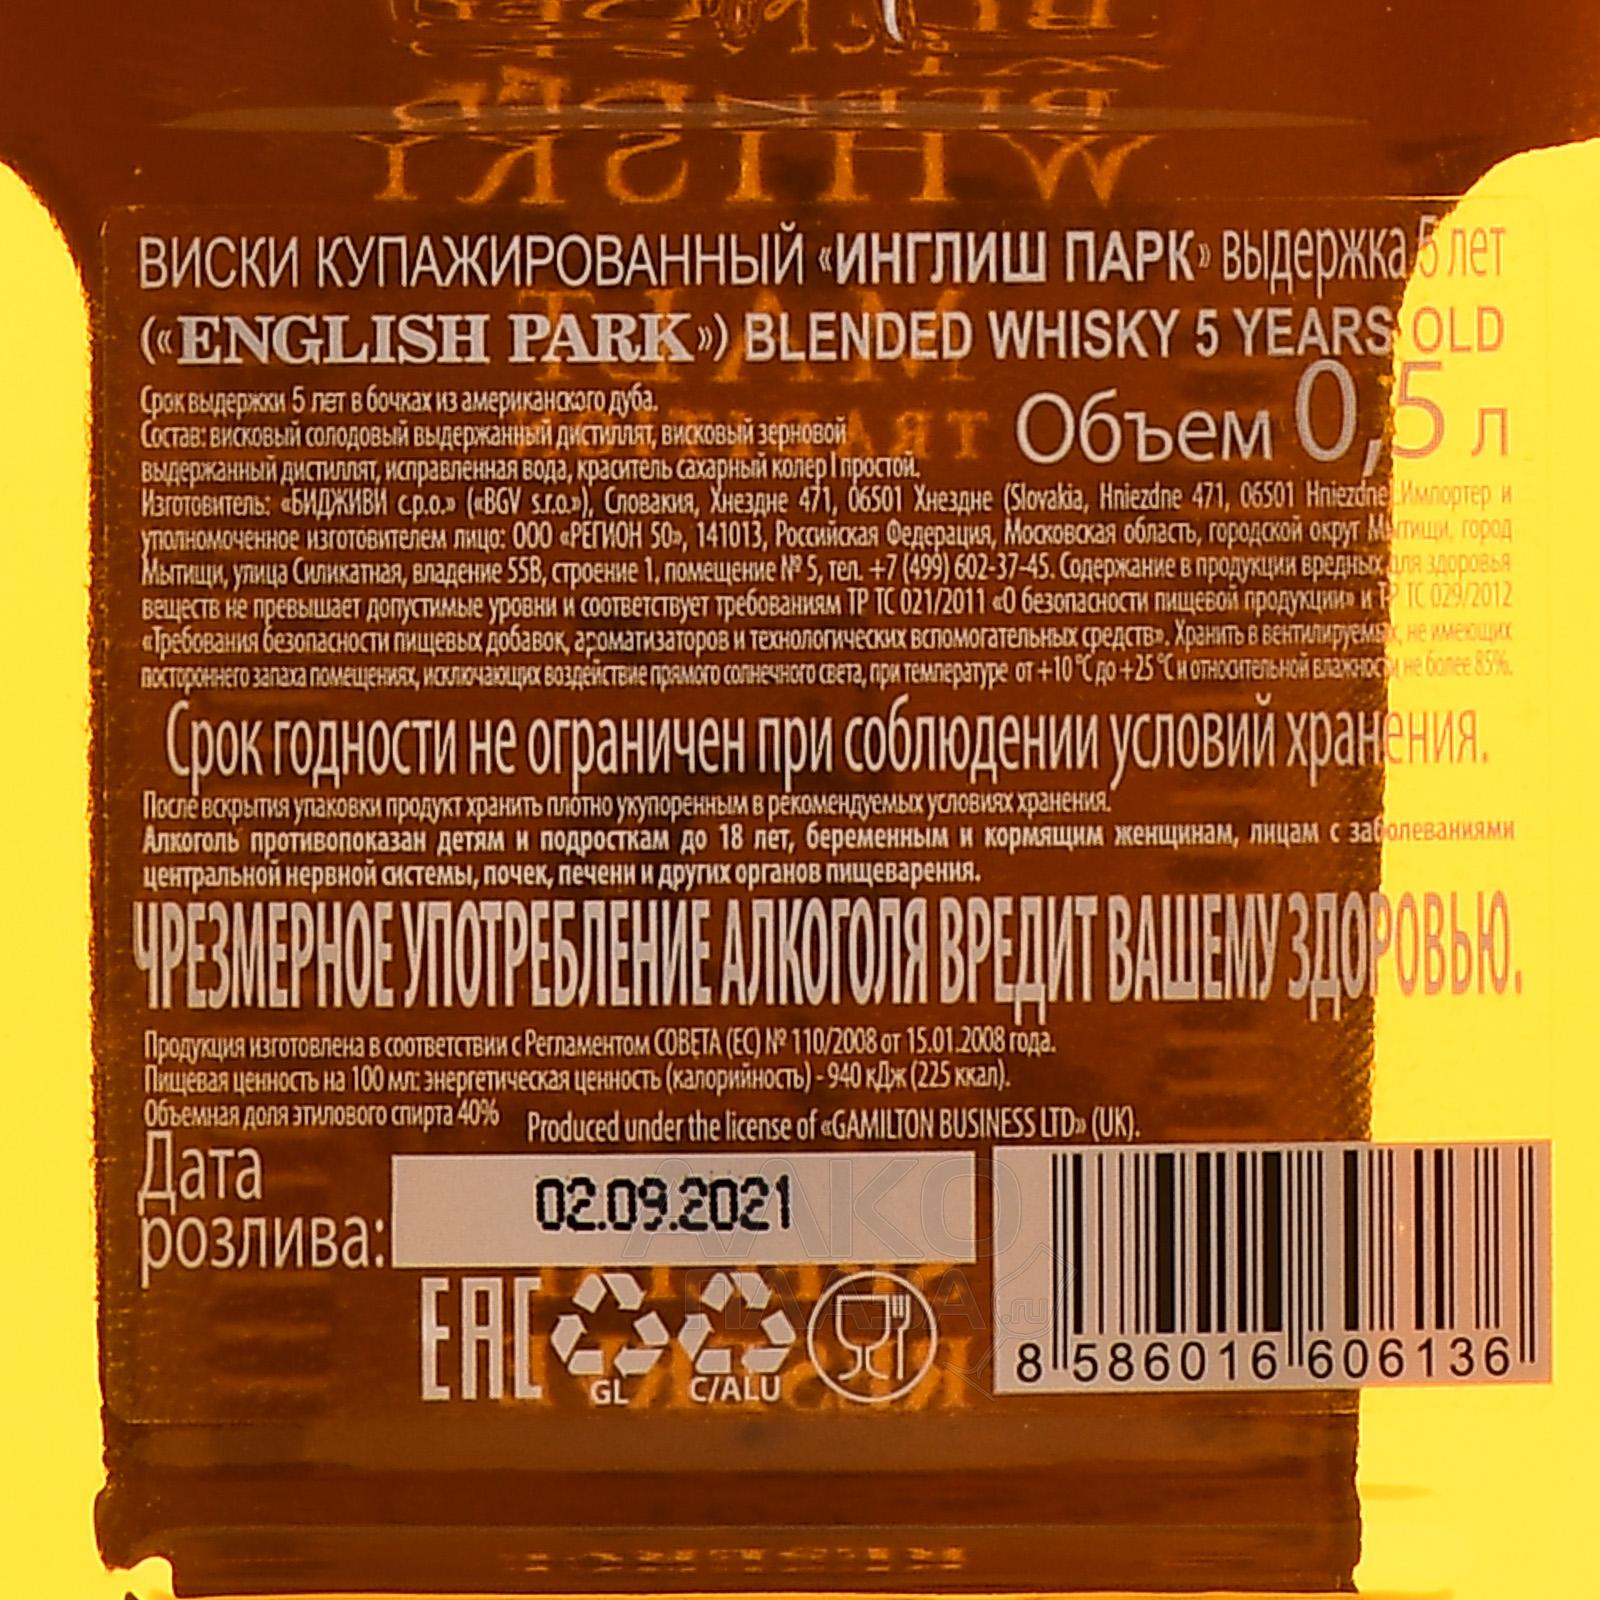 ВИСКИ КУПАЖИРОВАННЫЙ «ИНГЛИШ ПАРК» выдержка 5 лет
(«ENGLISH PARK») BLENDED WHISKY 5 YEARS OLD
Срок выдержки 5 лет в бочках из американского дуба.
Состав: висковый солодовый выдержанный дистиллят, висковый зерновой
выдержанный дистиллят, исправленная вода, краситель сахарный колер I простой.
Объем 0,5 л
Изготовитель: «БИДЖИВИ с.р.о.» («BGV s.r.o.»), Словакия, Хнездне 471, 06501 Хнездне (Slovakia, Hniezdne 471, 06501 Hniezdne Импортер и
уполномоченное изготовителем лицо: ООО «РЕГИОН 50», 141013, Российская Федерация, Московская область, городской округ Мытищи, город
Мытищи, улица Силикатная, владение 55В, строение 1, помещение № 5, тел. +7 (499) 602-37-45. Содержание в продукции вредных для здоровья
веществ не превышает допустимые уровни и соответствует требованиям ТР ТС 021/2011 «О безопасности пищевой продукции» и ТР ТС 029/2012
«Требования безопасности пищевых добавок, ароматизаторов и технологических вспомогательных средств». Хранить в вентилируемых, не имеющих
постороннего запаха помещениях, исключающих воздействие прямого солнечного света, при температуре от +10 °C до +25 °C и относительной влажности не более 85%.
Срок годности не ограничен при соблюдении условий хранения.
После вскрытия упаковки продукт хранить плотно укупоренным в рекомендуемых условиях хранения.
Алкоголь противопоказан детям и подросткам до 18 лет, беременным и кормящим женщинам, лицам с заболеваниями
центральной нервной системы, почек, печени и других органов пищеварения.
ЧРЕЗМЕРНОЕ УПОТРЕБЛЕНИЕ АЛКОГОЛЯ ВРЕДИТ ВАШЕМУ ЗДОРОВЬЮ.
Продукция изготовлена в соответствии с Регламентом СОВЕТА (ЕС) № 110/2008 от 15.01.2008 года.
Пищевая ценность на 100 мл: энергетическая ценность (калорийность) - 940 кДж (225 ккал).
Объемная доля этилового спирта 40%
Produced under the license of «GAMILTON BUSINESS LTD» (UK).
Дата
розлива:
02.09.2021
ЕАС
GL
C/ALU
8 586016 606136
АЛКО
ПЛАЗА.ru